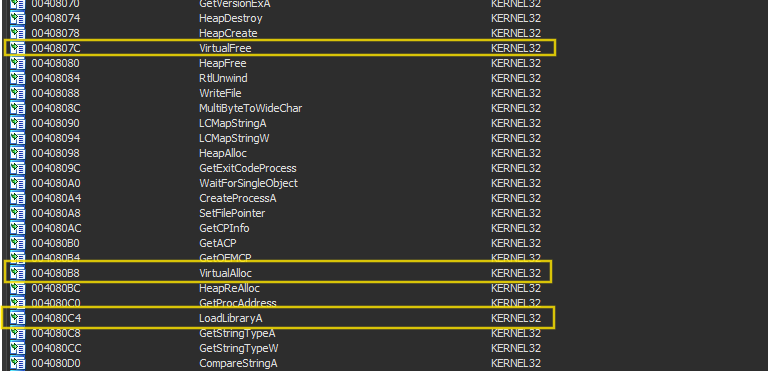 00408070 GetVersionExA KERNEL32
00408074 HeapDestroy KERNEL32
00408078 HeapCreate KERNEL32
0040807C VirtualFree KERNEL32
00408080 HeapFree KERNEL32
00408084 RtlUnwind KERNEL32
00408088 WriteFile KERNEL32
0040808C MultiByteToWideChar KERNEL32
00408090 LCMapStringA KERNEL32
00408094 LCMapStringW KERNEL32
00408098 HeapAlloc KERNEL32
0040809C GetExitCodeProcess KERNEL32
004080A0 WaitForSingleObject KERNEL32
004080A4 CreateProcessA KERNEL32
004080A8 SetFilePointer KERNEL32
004080AC GetCPInfo KERNEL32
004080B0 GetACP KERNEL32
004080B4 GetOEMCP KERNEL32
004080B8 VirtualAlloc KERNEL32
004080BC HeapReAlloc KERNEL32
004080C0 GetProcAddress KERNEL32
004080C4 LoadLibraryA KERNEL32
004080C8 GetStringTypeA KERNEL32
004080CC GetStringTypeW KERNEL32
004080D0 CompareStringA KERNEL32